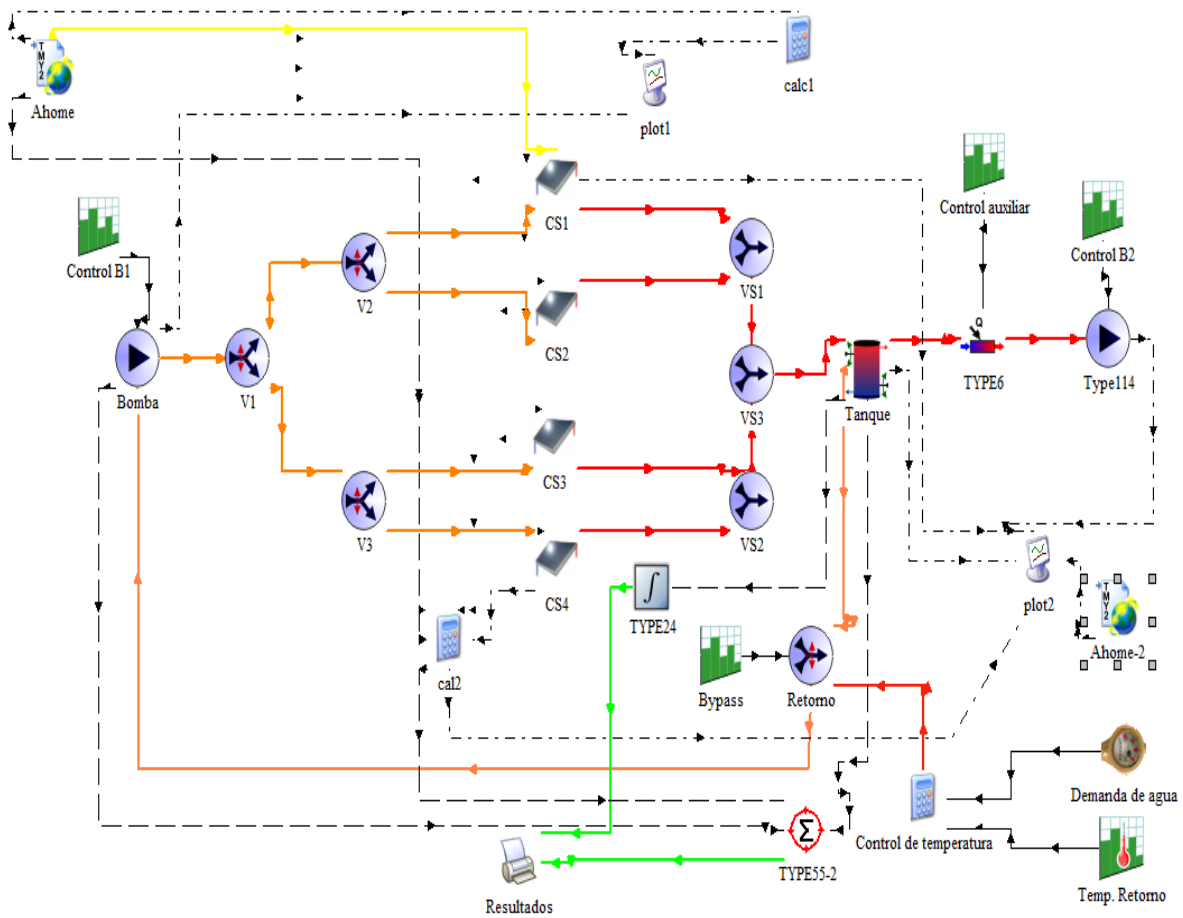 TMY2
Ahome
calc1
plot1
Control B1
CS1
Control auxiliar
Control B2
V2
VS1
CS2
Q
Bomba
V1
VS3
Tanque
TYPE6
Type114
CS3
V3
VS2
CS4
∫
TYPE24
plot2
TMY2
Ahome-2
cal2
Bypass
Retorno
Demanda de agua
Control de temperatura
Σ
TYPE55-2
Temp. Retorno
Resultados